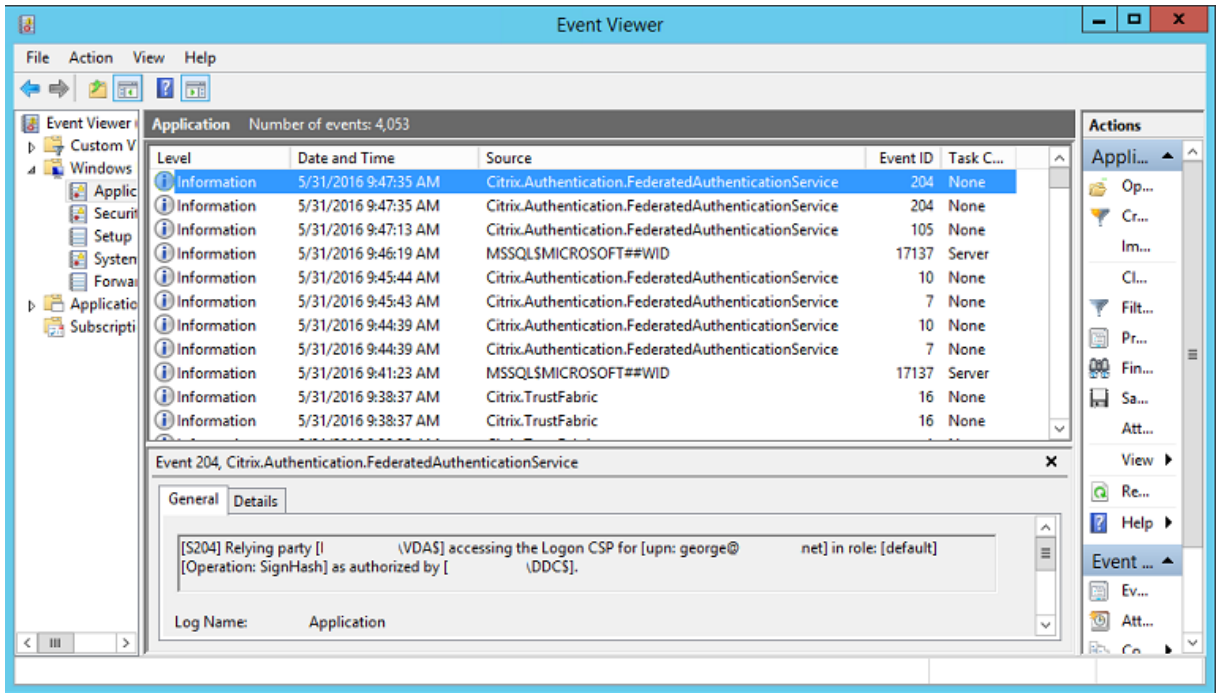 Event Viewer
File Action View Help
Event Viewer
Custom V
Windows
Applic
Securit
Setup
System
Forwar
Applicatio
Subscripti
Application Number of events: 4,053
Level Date and Time Source Event ID Task C...
Information 5/31/2016 9:47:35 AM Citrix.Authentication.FederatedAuthenticationService 204 None
Information 5/31/2016 9:47:35 AM Citrix.Authentication.FederatedAuthenticationService 204 None
Information 5/31/2016 9:47:13 AM Citrix.Authentication.FederatedAuthenticationService 105 None
Information 5/31/2016 9:46:19 AM MSSQL$MICROSOFT##WID 17137 Server
Information 5/31/2016 9:45:44 AM Citrix.Authentication.FederatedAuthenticationService 10 None
Information 5/31/2016 9:45:43 AM Citrix.Authentication.FederatedAuthenticationService 7 None
Information 5/31/2016 9:44:39 AM Citrix.Authentication.FederatedAuthenticationService 10 None
Information 5/31/2016 9:44:39 AM Citrix.Authentication.FederatedAuthenticationService 7 None
Information 5/31/2016 9:41:23 AM MSSQL$MICROSOFT##WID 17137 Server
Information 5/31/2016 9:38:37 AM Citrix.TrustFabric 16 None
Information 5/31/2016 9:38:37 AM Citrix.TrustFabric 16 None
Event 204, Citrix.Authentication.FederatedAuthenticationService
General Details
[S204] Relying party [ \VDA$] accessing the Logon CSP for [upn: george@ net] in role: [default]
[Operation: SignHash] as authorized by [ \DDC$].
Log Name: Application
Actions
Appli...
Op...
Cr...
Im...
Cl...
Filt...
Pr...
Fin...
Sa...
Att...
View
Re...
Help
Event ...
Ev...
Att...
Co